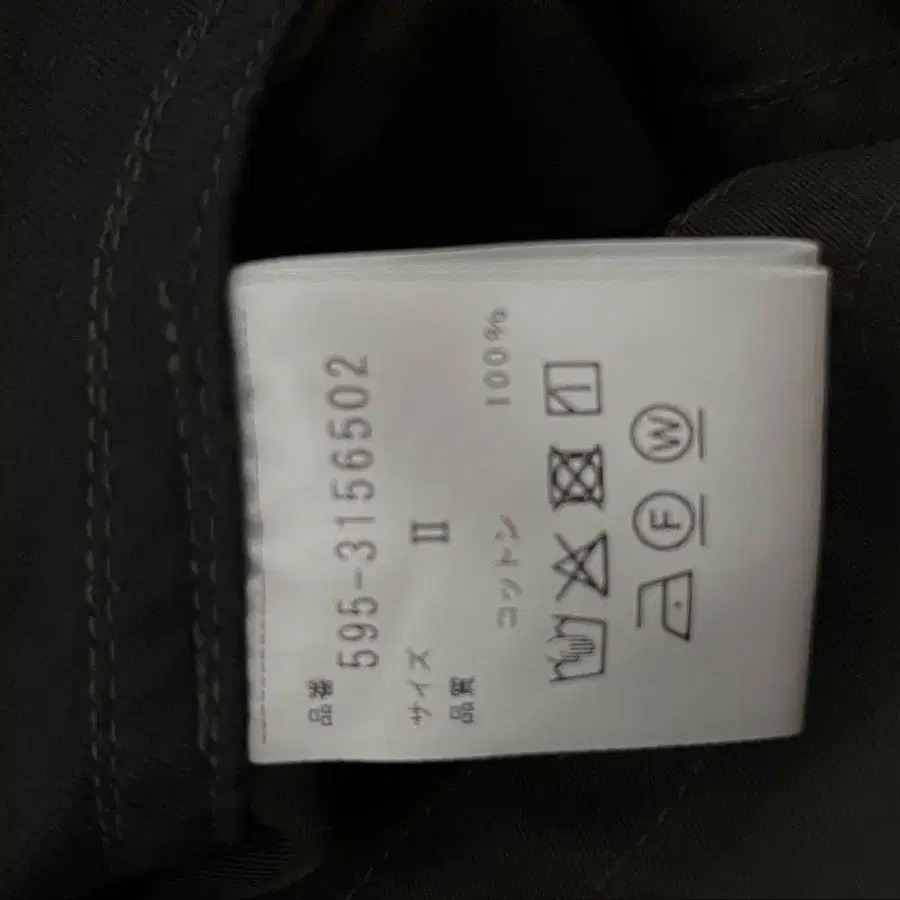 品番
595-3156502
サイズ II
品質
コットン 100%
F W